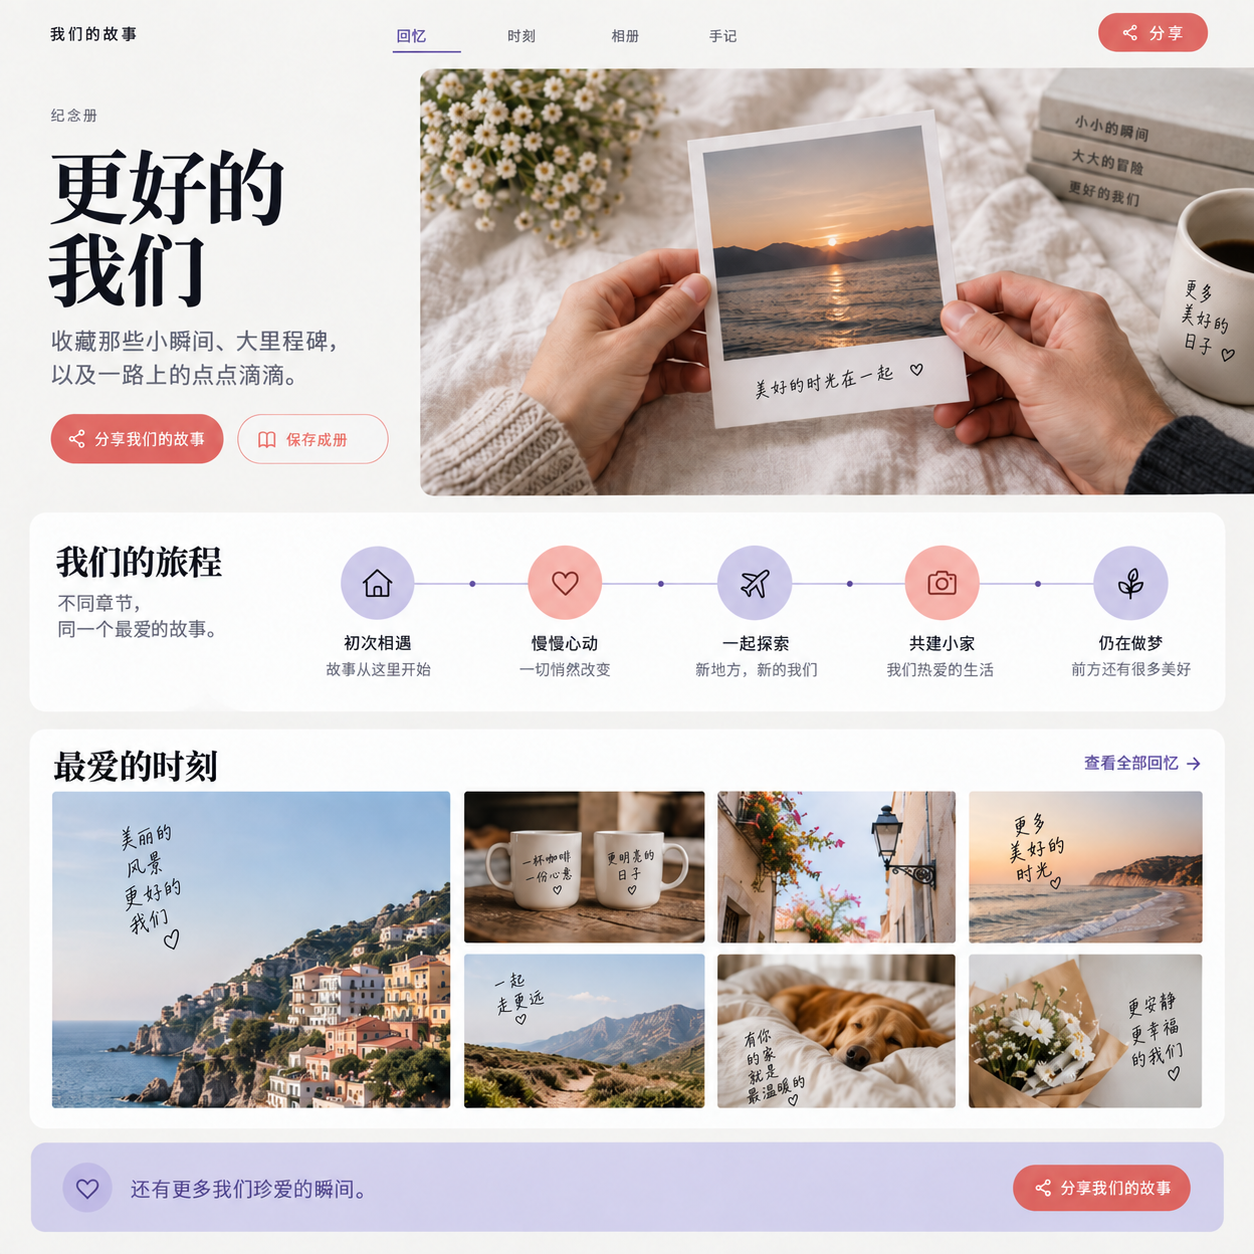 我们的故事
回忆
时刻
相册
手记
分享
纪念册
更好的
我们
收藏那些小瞬间、大里程碑，
以及一路上的点点滴滴。
分享我们的故事
保存成册
小小的瞬间
大大的冒险
更好的我们
美好的时光在一起
更多
美好的
日子
我们的旅程
不同章节，
同一个最爱的故事。
初次相遇
故事从这里开始
慢慢心动
一切悄然改变
一起探索
新地方，新的我们
共建小家
我们热爱的生活
仍在做梦
前方还有很多美好
最爱的时刻
查看全部回忆
美丽的
风景
更好的
我们
一杯咖啡
一份心意
更明亮的
日子
更多
美好的
时光
一起
走更远
有你
的家
就是
最温暖的
更安静
更幸福
的我们
还有更多我们珍爱的瞬间。
分享我们的故事